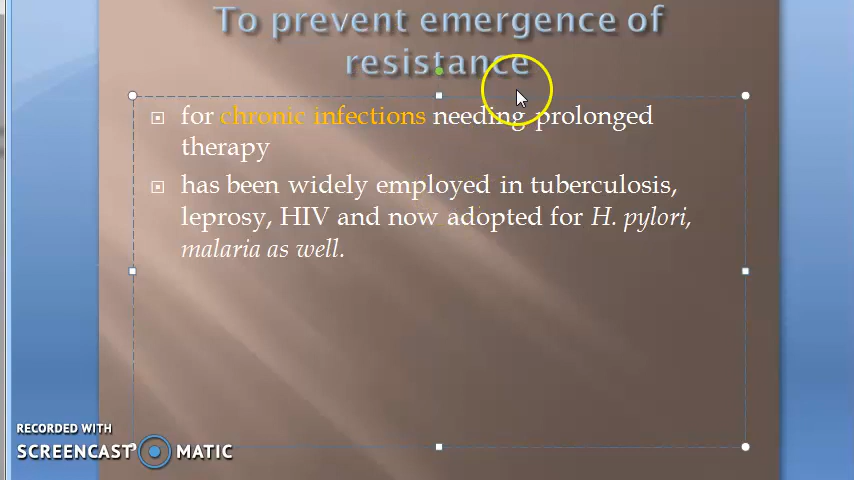 To prevent emergence of
resistance
for chronic infections needing prolonged
therapy
has been widely employed in tuberculosis,
leprosy, HIV and now adopted for H. pylori,
malaria as well.
RECORDED WITH
SCREENCAST MATIC